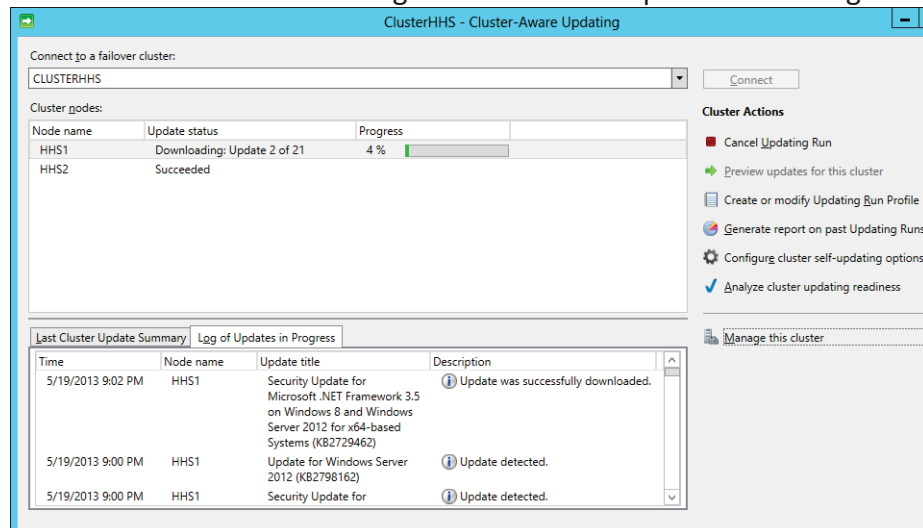 ClusterHHS - Cluster-Aware Updating
Connect to a failover cluster:
CLUSTERHHS
Connect
Cluster nodes:
Node name Update status Progress
HHS1 Downloading: Update 2 of 21 4 %
HHS2 Succeeded
Cluster Actions
Cancel Updating Run
Preview updates for this cluster
Create or modify Updating Run Profile
Generate report on past Updating Runs
Configure cluster self-updating options
Analyze cluster updating readiness
Manage this cluster
Last Cluster Update Summary Log of Updates in Progress
Time Node name Update title Description
5/19/2013 9:02 PM HHS1 Security Update for Update was successfully downloaded.
Microsoft .NET Framework 3.5
on Windows 8 and Windows
Server 2012 for x64-based
Systems (KB2729462)
5/19/2013 9:00 PM HHS1 Update for Windows Server Update detected.
2012 (KB2798162)
5/19/2013 9:00 PM HHS1 Security Update for Update detected.